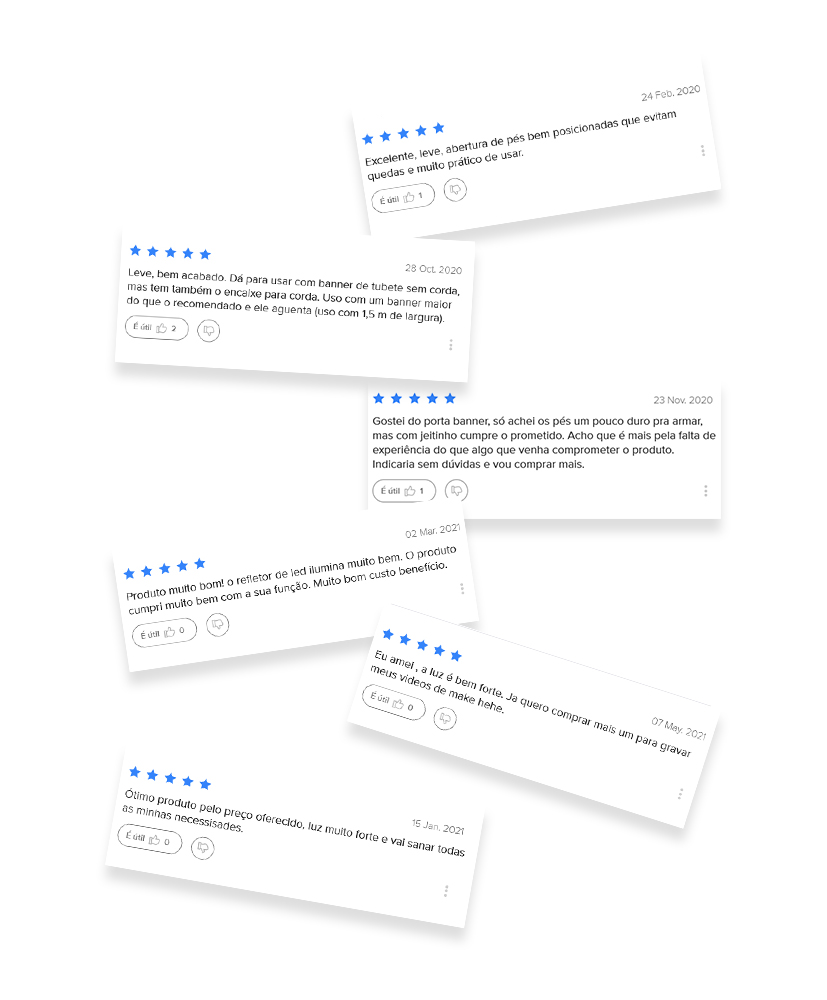 24 Feb. 2020
Excelente, leve, abertura de pés bem posicionadas que evitam
quedas e muito prático de usar.
É útil 1
28 Oct. 2020
Leve, bem acabado. Dá para usar com banner de tubete sem corda,
mas tem também o encaixe para corda. Uso com um banner maior
do que o recomendado e ele aguenta (uso com 1,5 m de largura).
É útil 2
23 Nov. 2020
Gostei do porta banner, só achei os pés um pouco duro pra armar,
mas com jeitinho cumpre o prometido. Acho que é mais pela falta de
experiência do que algo que venha comprometer o produto.
Indicaria sem dúvidas e vou comprar mais.
É útil 1
02 Mar. 2021
Produto muito bom! o refletor de led ilumina muito bem. O produto
cumpri muito bem com a sua função. Muito bom custo benefício.
É útil 0
07 May. 2021
Eu amei , a luz é bem forte. Ja quero comprar mais um para gravar
meus videos de make hehe.
É útil 0
15 Jan. 2021
Ótimo produto pelo preço oferecido, luz muito forte e vai sanar todas
as minhas necessisades.
É útil 0